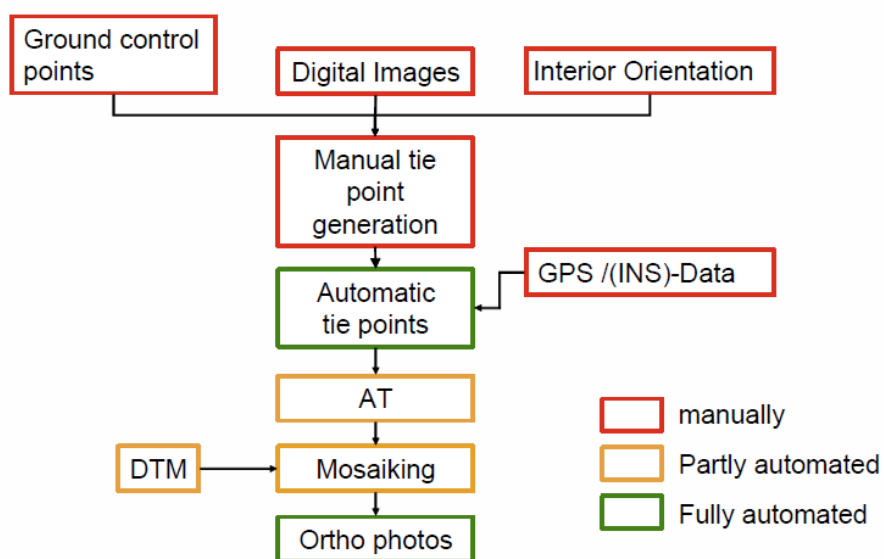 Ground control
points
Digital Images
Interior Orientation
Manual tie
point
generation
GPS /(INS)-Data
Automatic
tie points
AT
DTM
Mosaiking
Ortho photos
manually
Partly automated
Fully automated